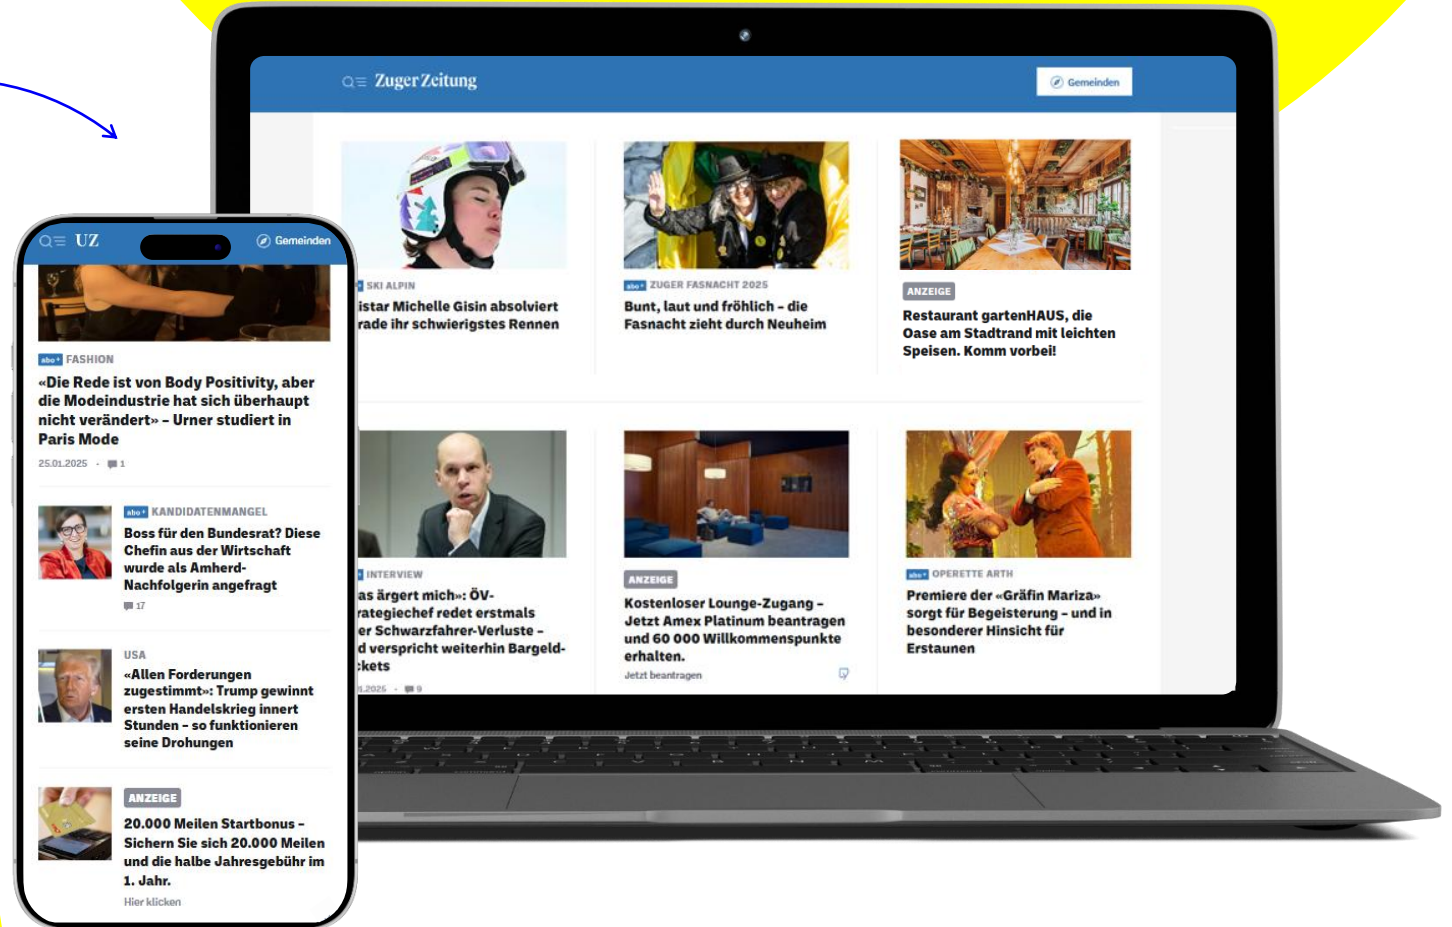 Zuger Zeitung
Gemeinden
SKI ALPIN
istar Michelle Gisin absolviert
rade ihr schwierigstes Rennen
abo+ ZUGER FASNACHT 2025
Bunt, laut und fröhlich – die
Fasnacht zieht durch Neuheim
ANZEIGE
Restaurant gartenHAUS, die
Oase am Stadtrand mit leichten
Speisen. Komm vorbei!
INTERVIEW
as ärgert mich»: ÖV-
rategiechef redet erstmals
er Schwarzfahrer-Verluste –
d verspricht weiterhin Bargeld-
ckets
.2025 - 9
ANZEIGE
Kostenloser Lounge-Zugang –
Jetzt Amex Platinum beantragen
und 60 000 Willkommenspunkte
erhalten.
Jetzt beantragen
abo+ OPERETTE ARTH
Premiere der «Gräfin Mariza»
sorgt für Begeisterung – und in
besonderer Hinsicht für
Erstaunen
UZ
Gemeinden
abo+ FASHION
«Die Rede ist von Body Positivity, aber
die Modeindustrie hat sich überhaupt
nicht verändert» – Urner studiert in
Paris Mode
25.01.2025 - 1
abo+ KANDIDATENMANGEL
Boss für den Bundesrat? Diese
Chefin aus der Wirtschaft
wurde als Amherd-
Nachfolgerin angefragt
17
USA
«Allen Forderungen
zugestimmt»: Trump gewinnt
ersten Handelskrieg innert
Stunden – so funktionieren
seine Drohungen
ANZEIGE
20.000 Meilen Startbonus –
Sichern Sie sich 20.000 Meilen
und die halbe Jahresgebühr im
1. Jahr.
Hier klicken